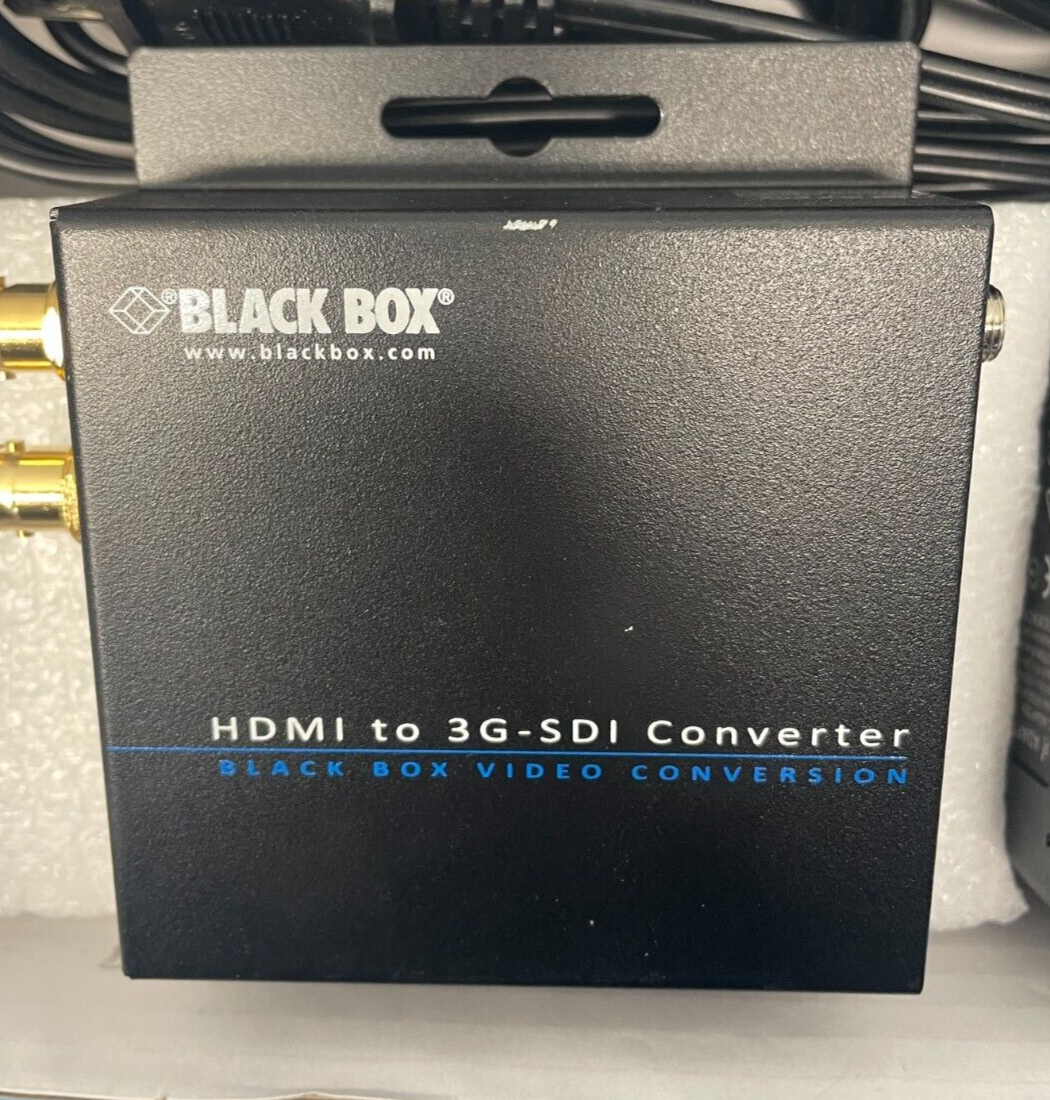 ®BLACK BOX®
www.blackbox.com
HDMI to 3G-SDI Converter
BLACK BOX VIDEO CONVERSION